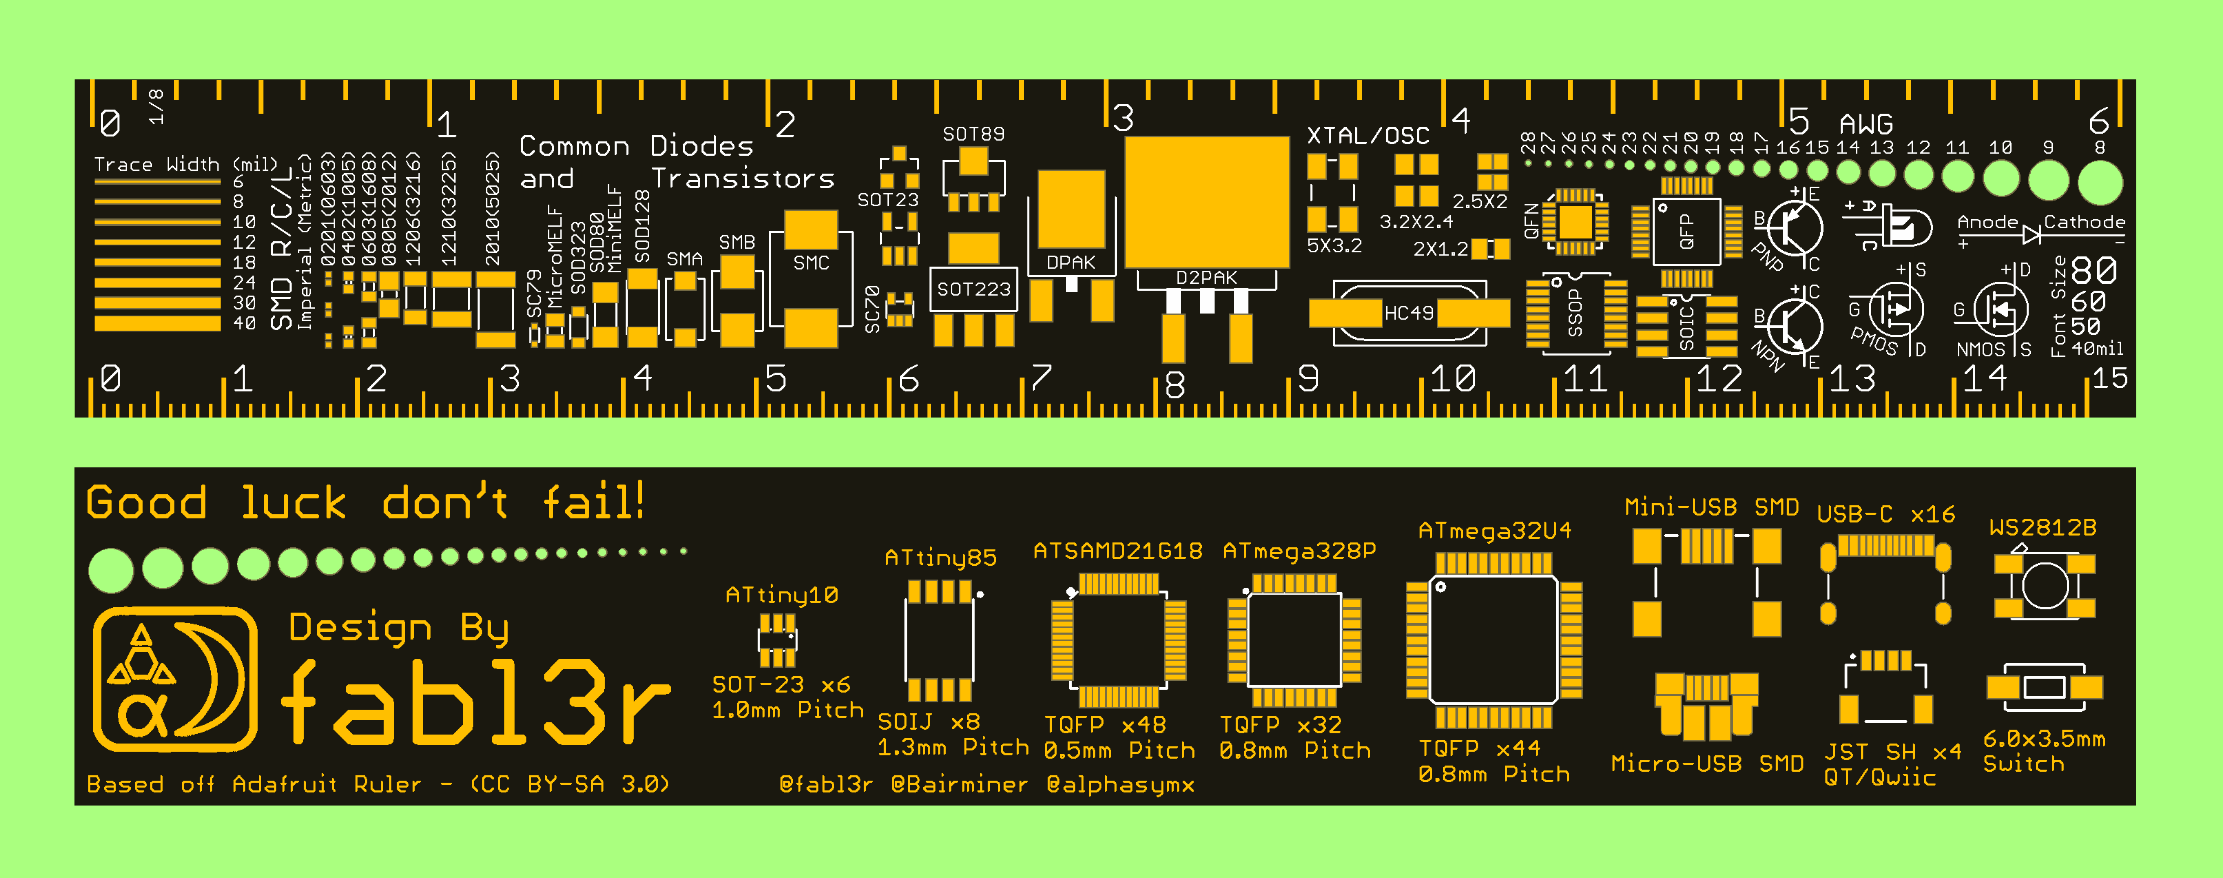 0 1/8 1 2 3 4 5 6
Trace Width (mil)
6
8
10
12
18
24
30
40
SMD R/C/L
Imperial (Metric)
0201(0603)
0402(1005)
0603(1608)
0805(2012)
1206(3216)
1210(3225)
2010(5025)
Common Diodes
and Transistors
SC79
MicroMELF
SOD323
SOD80
MiniMELF
SOD128
SMA
SMB
SMC
SOT23
SC70
SOT89
SOT223
DPAK
D2PAK
XTAL/OSC
5X3.2
3.2X2.4
2.5X2
2X1.2
HC49
AWG
28 27 26 25 24 23 22 21 20 19 18 17 16 15 14 13 12 11 10 9 8
QFN
QFP
SSOP
SOIC
+ E
B
PNP C
+ C
B
NPN E
+ A
C
Anode Cathode
+ -
+ S
G
PMOS D
+ D
G
NMOS S
Font Size
80
60
50
40mil
0 1 2 3 4 5 6 7 8 9 10 11 12 13 14 15
Good luck don't fail!
α
Design By
fabl3r
Based off Adafruit Ruler - (CC BY-SA 3.0)
@fabl3r @Bairminer @alphasymx
ATtiny10
SOT-23 x6
1.0mm Pitch
ATtiny85
SOIJ x8
1.3mm Pitch
ATSAMD21G18
TQFP x48
0.5mm Pitch
ATmega328P
TQFP x32
0.8mm Pitch
ATmega32U4
TQFP x44
0.8mm Pitch
Mini-USB SMD
Micro-USB SMD
USB-C x16
JST SH x4
QT/Qwiic
WS2812B
6.0x3.5mm
Switch